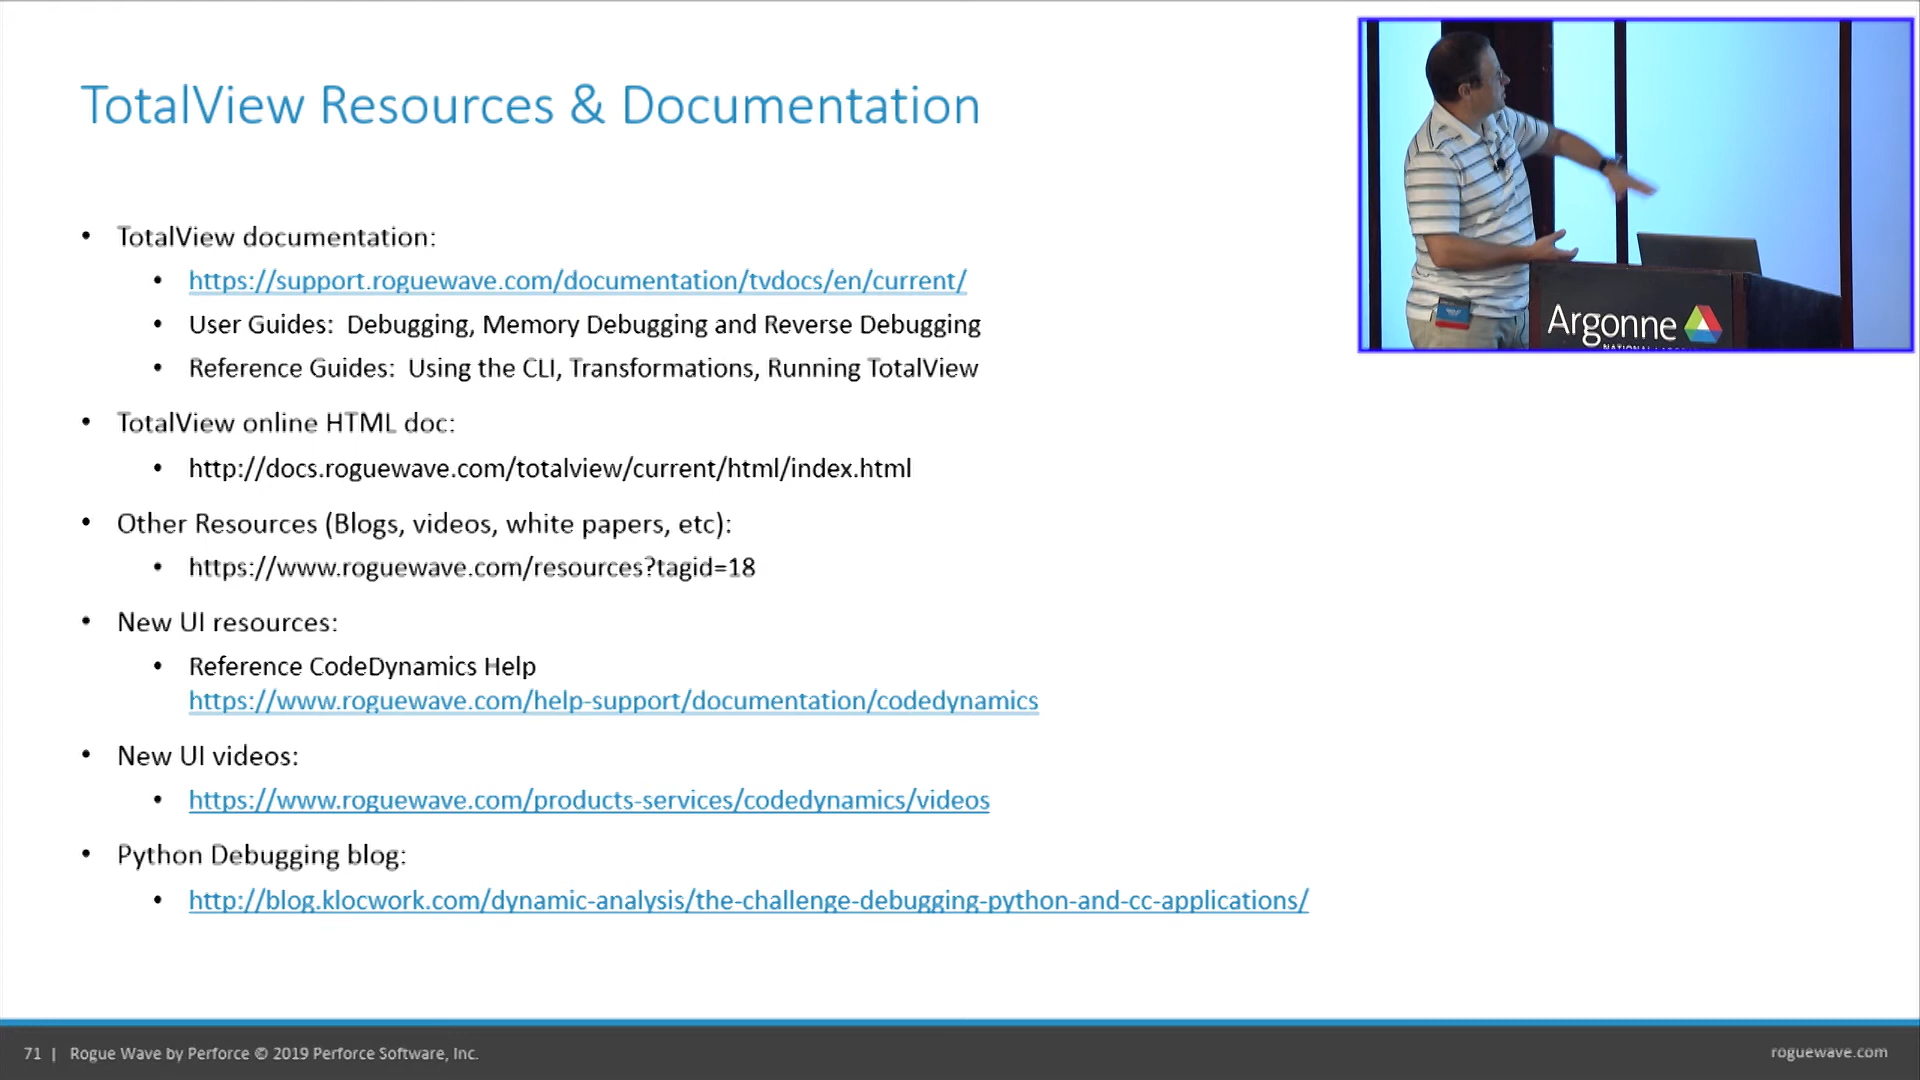 TotalView Resources & Documentation
• TotalView documentation:
• https://support.roguewave.com/documentation/tvdocs/en/current/
• User Guides:  Debugging, Memory Debugging and Reverse Debugging
• Reference Guides:  Using the CLI, Transformations, Running TotalView
• TotalView online HTML doc:
• http://docs.roguewave.com/totalview/current/html/index.html
• Other Resources (Blogs, videos, white papers, etc):
• https://www.roguewave.com/resources?tagid=18
• New UI resources:
• Reference CodeDynamics Help
https://www.roguewave.com/help-support/documentation/codedynamics
• New UI videos:
• https://www.roguewave.com/products-services/codedynamics/videos
• Python Debugging blog:
• http://blog.klocwork.com/dynamic-analysis/the-challenge-debugging-python-and-cc-applications/
Argonne
71 | Rogue Wave by Perforce © 2019 Perforce Software, Inc.
roguewave.com